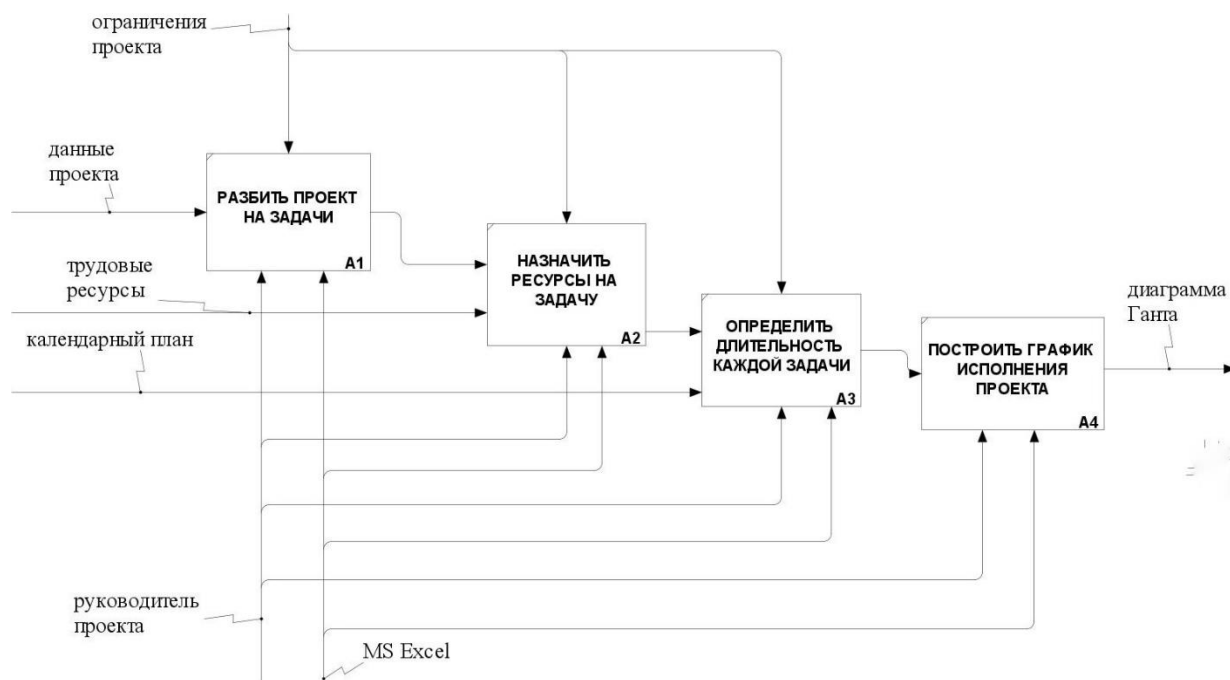 ограничения
проекта
данные
проекта
РАЗБИТЬ ПРОЕКТ
НА ЗАДАЧИ
A1
трудовые
ресурсы
НАЗНАЧИТЬ
РЕСУРСЫ НА
ЗАДАЧУ
A2
календарный план
ОПРЕДЕЛИТЬ
ДЛИТЕЛЬНОСТЬ
КАЖДОЙ ЗАДАЧИ
A3
ПОСТРОИТЬ ГРАФИК
ИСПОЛНЕНИЯ
ПРОЕКТА
A4
диаграмма
Ганта
руководитель
проекта
MS Excel